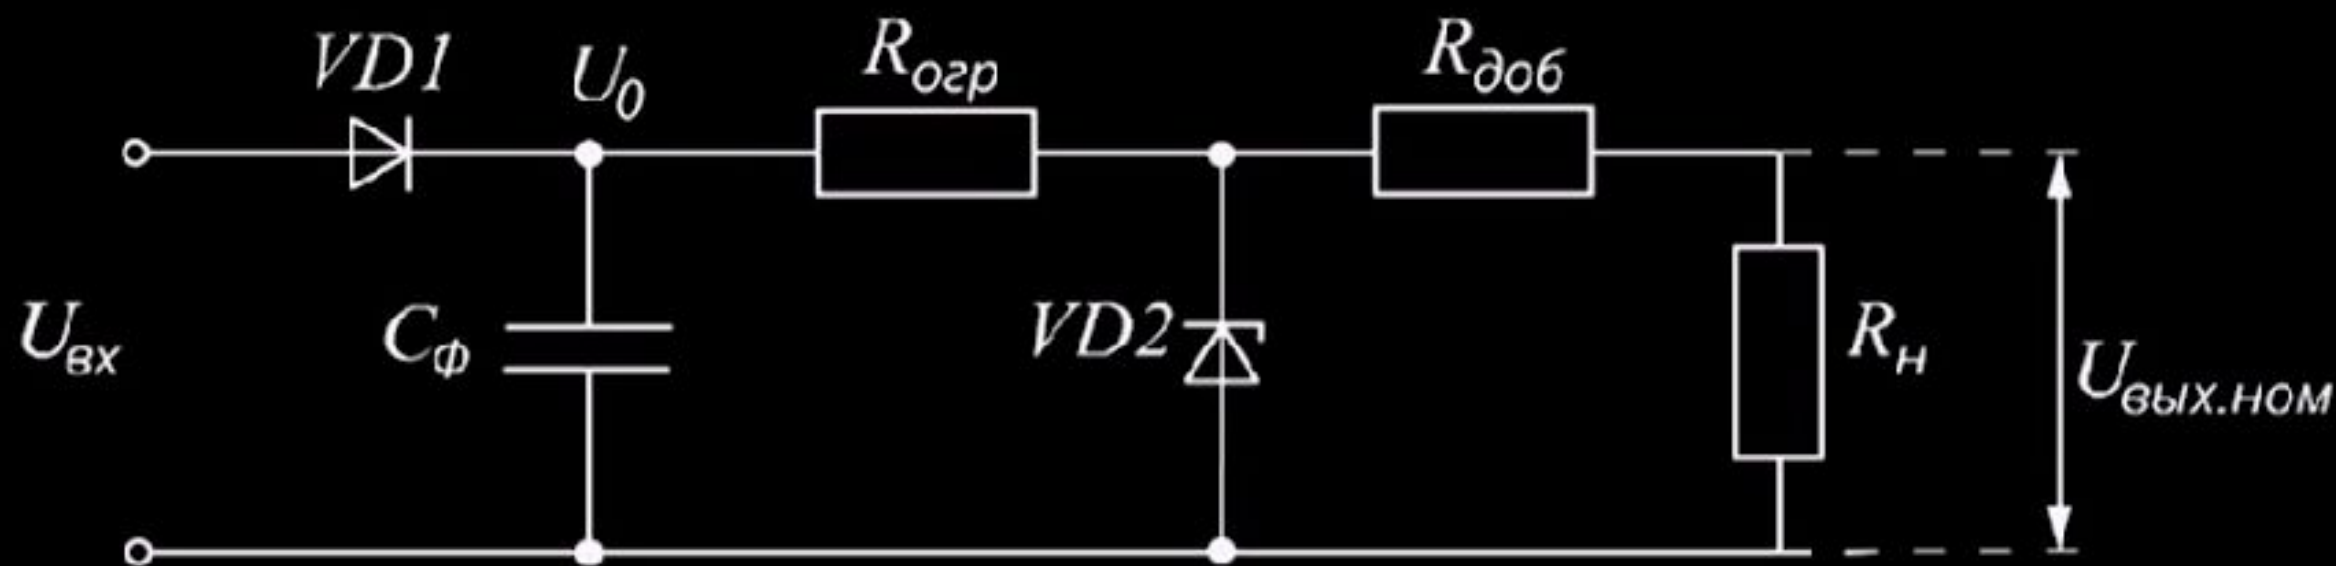 VD1
U₀
Rогр
Rдоб
Uвх
Cф
VD2
Rн
Uвых.ном